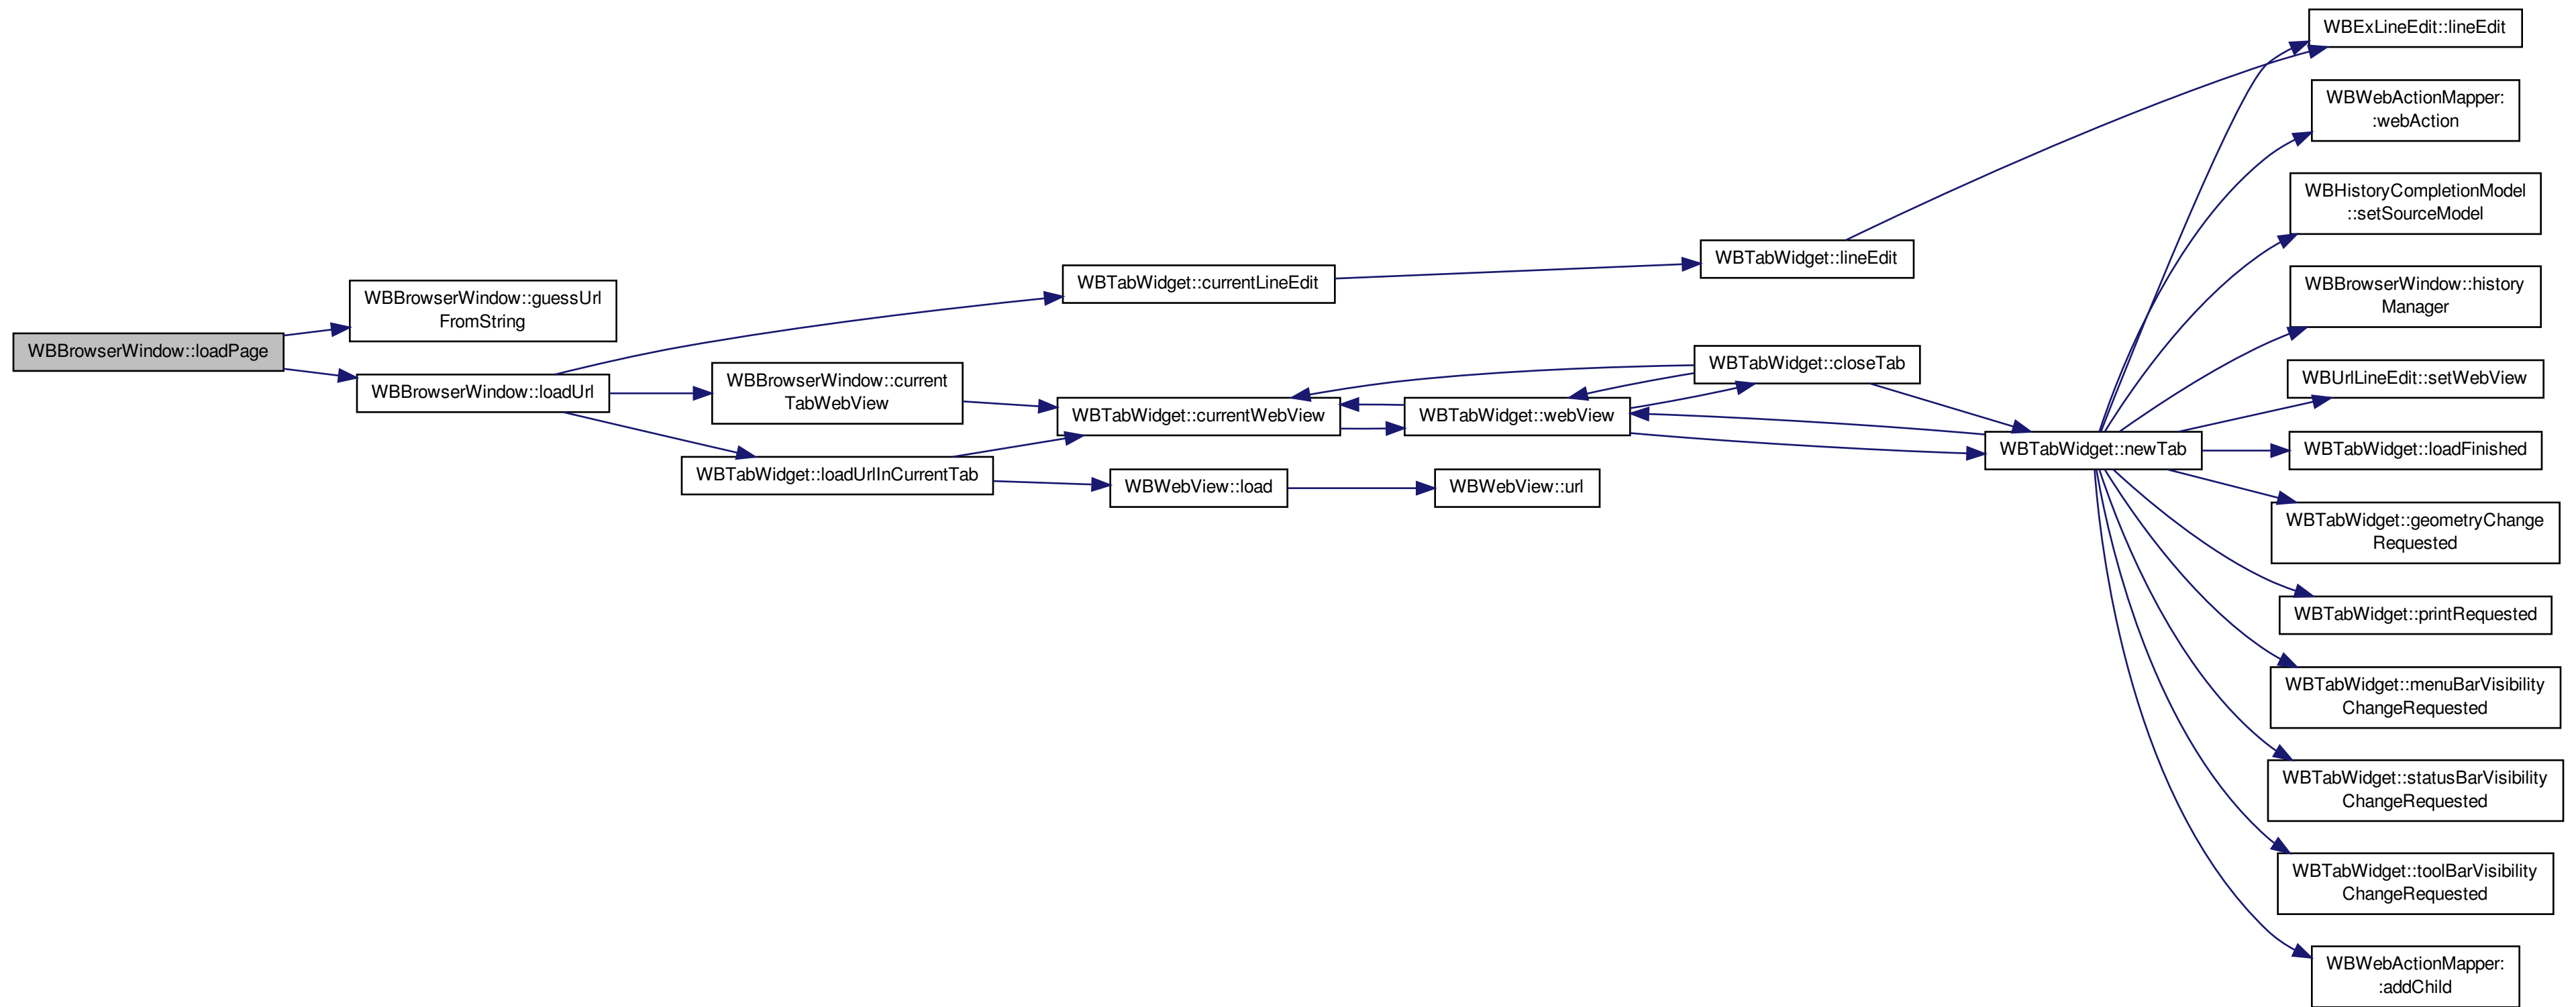 WBBrowserWindow::loadPage
WBBrowserWindow::guessUrl
FromString
WBBrowserWindow::loadUrl
WBTabWidget::currentLineEdit
WBBrowserWindow::current
TabWebView
WBTabWidget::loadUrlInCurrentTab
WBTabWidget::currentWebView
WBWebView::load
WBTabWidget::webView
WBWebView::url
WBTabWidget::lineEdit
WBTabWidget::closeTab
WBTabWidget::newTab
WBExLineEdit::lineEdit
WBWebActionMapper:
:webAction
WBHistoryCompletionModel
::setSourceModel
WBBrowserWindow::history
Manager
WBUrlLineEdit::setWebView
WBTabWidget::loadFinished
WBTabWidget::geometryChange
Requested
WBTabWidget::printRequested
WBTabWidget::menuBarVisibility
ChangeRequested
WBTabWidget::statusBarVisibility
ChangeRequested
WBTabWidget::toolBarVisibility
ChangeRequested
WBWebActionMapper:
:addChild